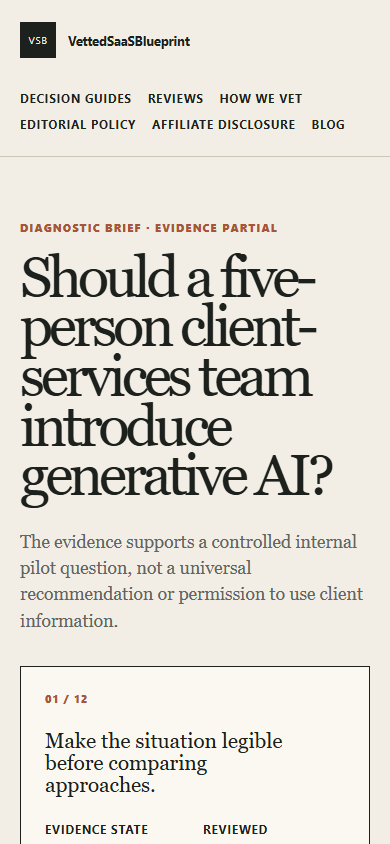 VSB
VettedSaaSBlueprint
DECISION GUIDES REVIEWS HOW WE VET
EDITORIAL POLICY AFFILIATE DISCLOSURE BLOG
DIAGNOSTIC BRIEF · EVIDENCE PARTIAL
Should a five-
person client-
services team
introduce
generative AI?
The evidence supports a controlled internal
pilot question, not a universal
recommendation or permission to use client
information.
01 / 12
Make the situation legible
before comparing
approaches.
EVIDENCE STATE REVIEWED